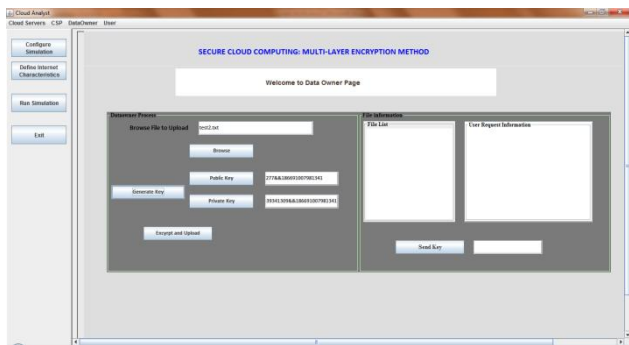 Cloud Analyst
Cloud Servers CSP DataOwner User
Configure Simulation
Define Internet Characteristics
Run Simulation
Exit
SECURE CLOUD COMPUTING: MULTI-LAYER ENCRYPTION METHOD
Welcome to Data Owner Page
Dataowner Process
Browse File to Upload
test2.txt
Browse
Generate Key
Public Key
277&&186691007981341
Private Key
Encrypt and Upload
File information
File List
User Request Information
Send Key